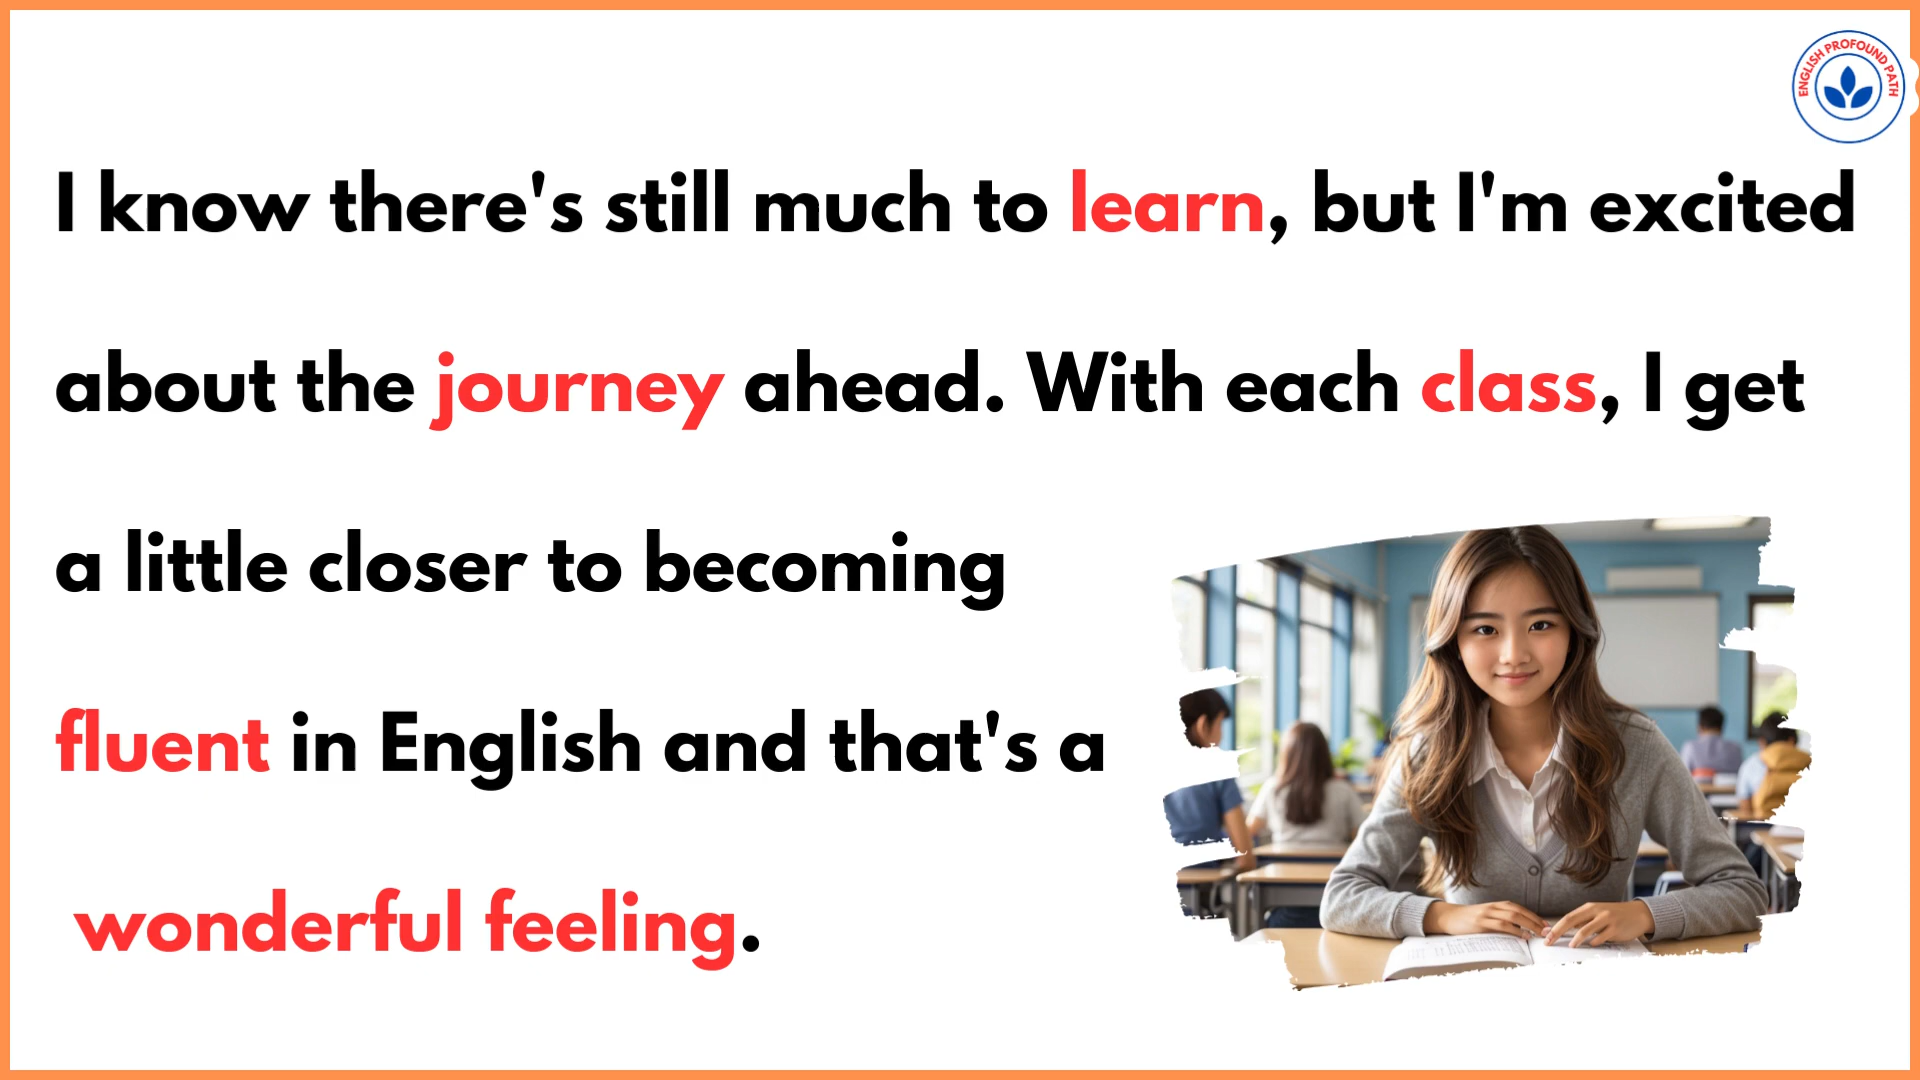 ENGLISH PROFOUND PATH
I know there's still much to learn, but I'm excited
about the journey ahead. With each class, I get
a little closer to becoming
fluent in English and that's a
wonderful feeling.